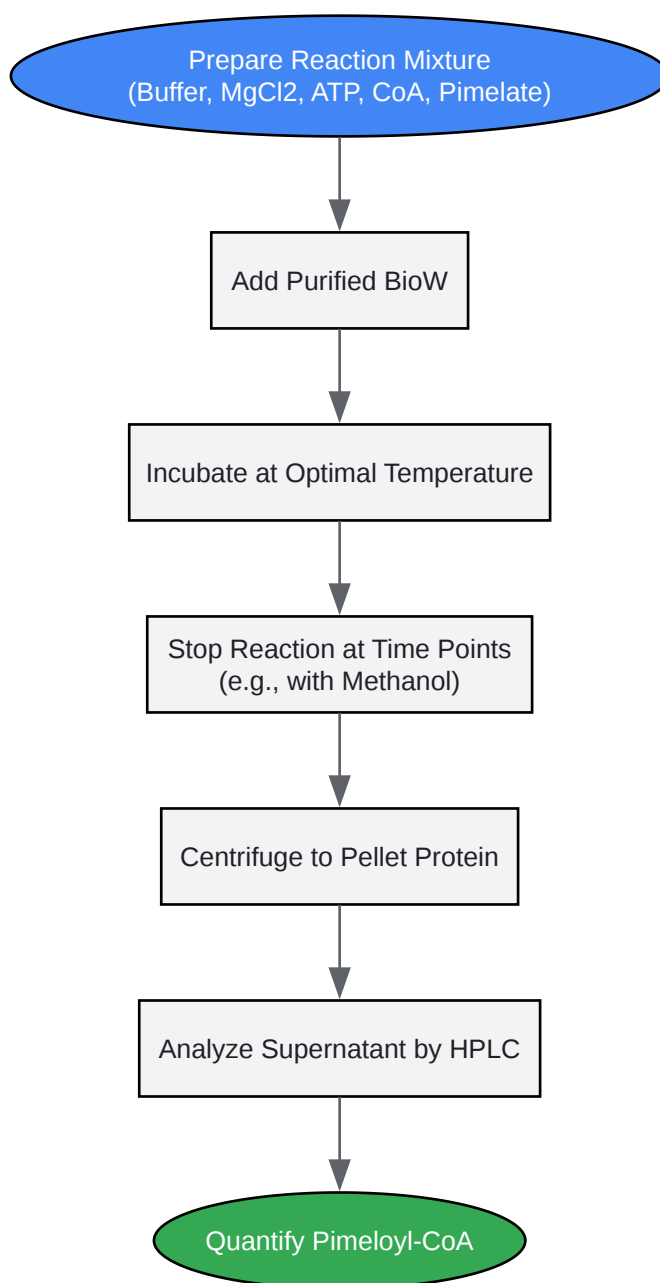 Prepare Reaction Mixture
(Buffer, MgCl2, ATP, CoA, Pimelate)
Add Purified BioW
Incubate at Optimal Temperature
Stop Reaction at Time Points
(e.g., with Methanol)
Centrifuge to Pellet Protein
Analyze Supernatant by HPLC
Quantify Pimeloyl-CoA